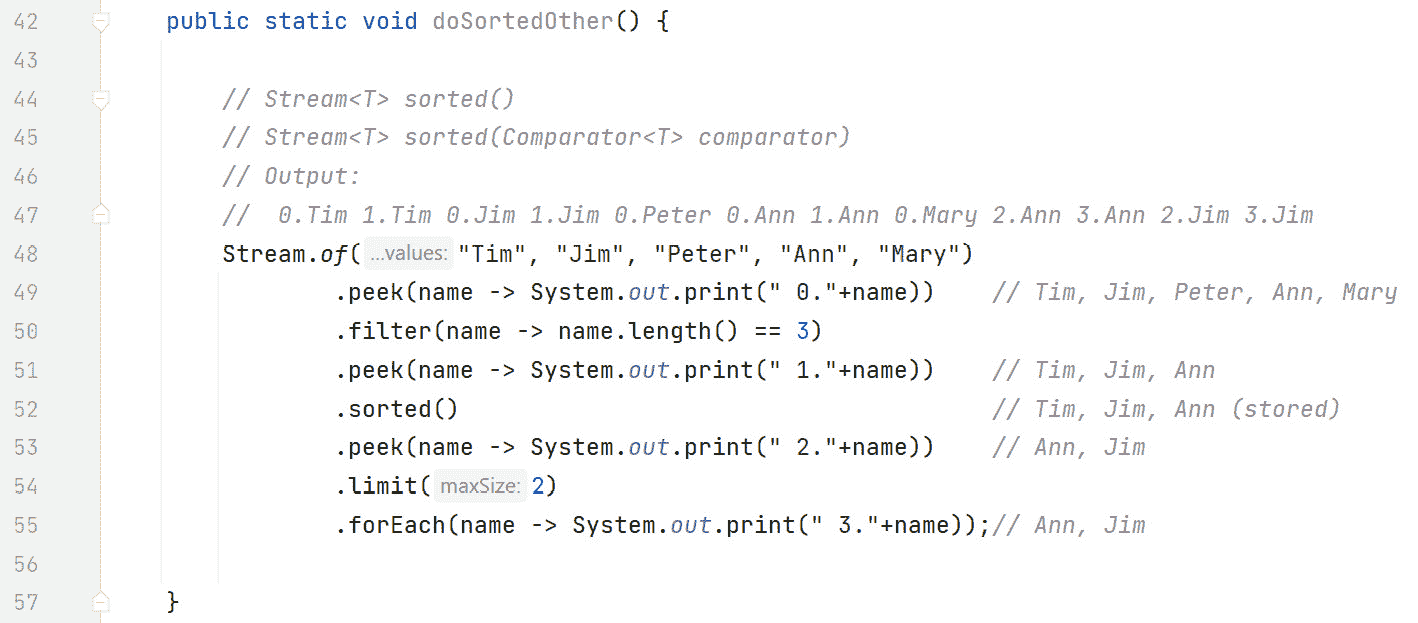 42 public static void doSortedOther() {
43
44 // Stream<T> sorted()
45 // Stream<T> sorted(Comparator<T> comparator)
46 // Output:
47 //  0.Tim 1.Tim 0.Jim 1.Jim 0.Peter 0.Ann 1.Ann 0.Mary 2.Ann 3.Ann 2.Jim 3.Jim
48 Stream.of( ...values: "Tim", "Jim", "Peter", "Ann", "Mary")
49 .peek(name -> System.out.print(" 0."+name)) // Tim, Jim, Peter, Ann, Mary
50 .filter(name -> name.length() == 3)
51 .peek(name -> System.out.print(" 1."+name)) // Tim, Jim, Ann
52 .sorted() // Tim, Jim, Ann (stored)
53 .peek(name -> System.out.print(" 2."+name)) // Ann, Jim
54 .limit( maxSize: 2)
55 .forEach(name -> System.out.print(" 3."+name));// Ann, Jim
56
57 }